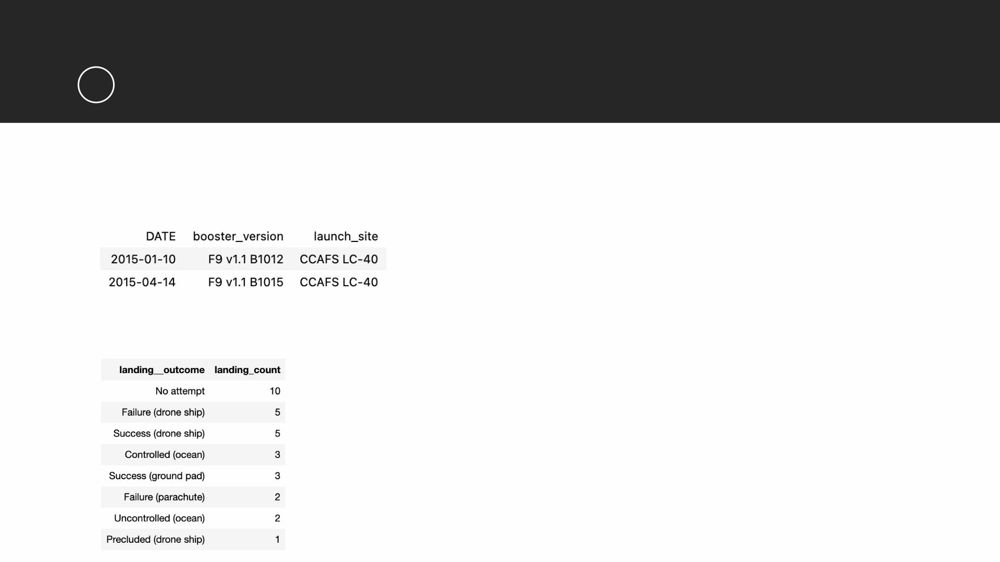 DATE booster_version launch_site
2015-01-10 F9 v1.1 B1012 CCAFS LC-40
2015-04-14 F9 v1.1 B1015 CCAFS LC-40
landing__outcome landing_count
No attempt 10
Failure (drone ship) 5
Success (drone ship) 5
Controlled (ocean) 3
Success (ground pad) 3
Failure (parachute) 2
Uncontrolled (ocean) 2
Precluded (drone ship) 1